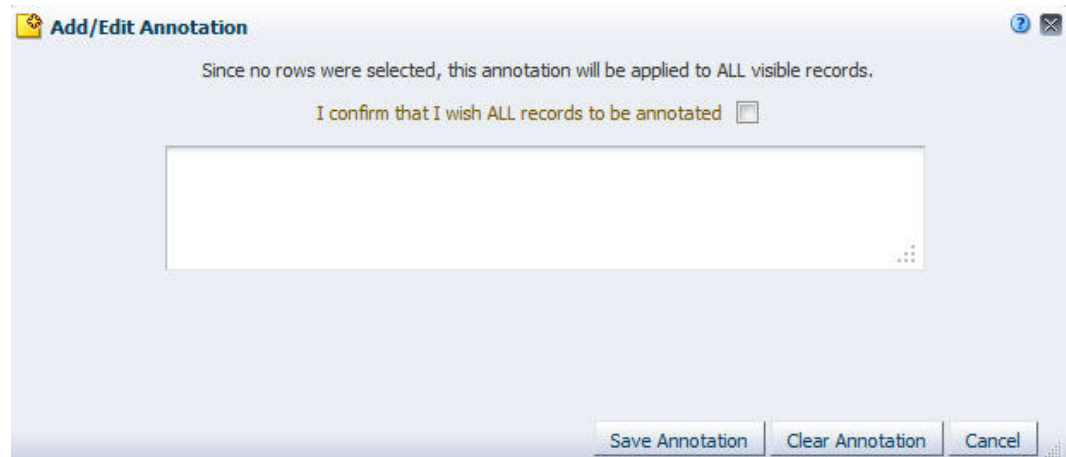 Add/Edit Annotation
Since no rows were selected, this annotation will be applied to ALL visible records.
I confirm that I wish ALL records to be annotated
Save Annotation Clear Annotation Cancel